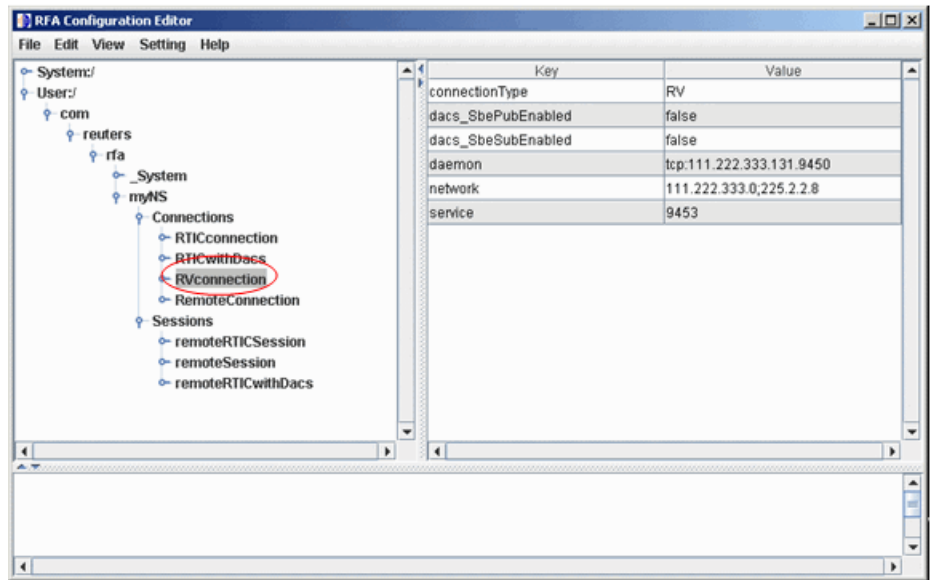 RFA Configuration Editor
File Edit View Setting Help
System:/
User:/
com
reuters
rfa
_System
myNS
Connections
RTICconnection
RTICwithDacs
RVconnection
RemoteConnection
Sessions
remoteRTICSession
remoteSession
remoteRTICwithDacs
Key Value
connectionType RV
dacs_SbePubEnabled false
dacs_SbeSubEnabled false
daemon tcp:111.222.333.131.9450
network 111.222.333.0;225.2.2.8
service 9453